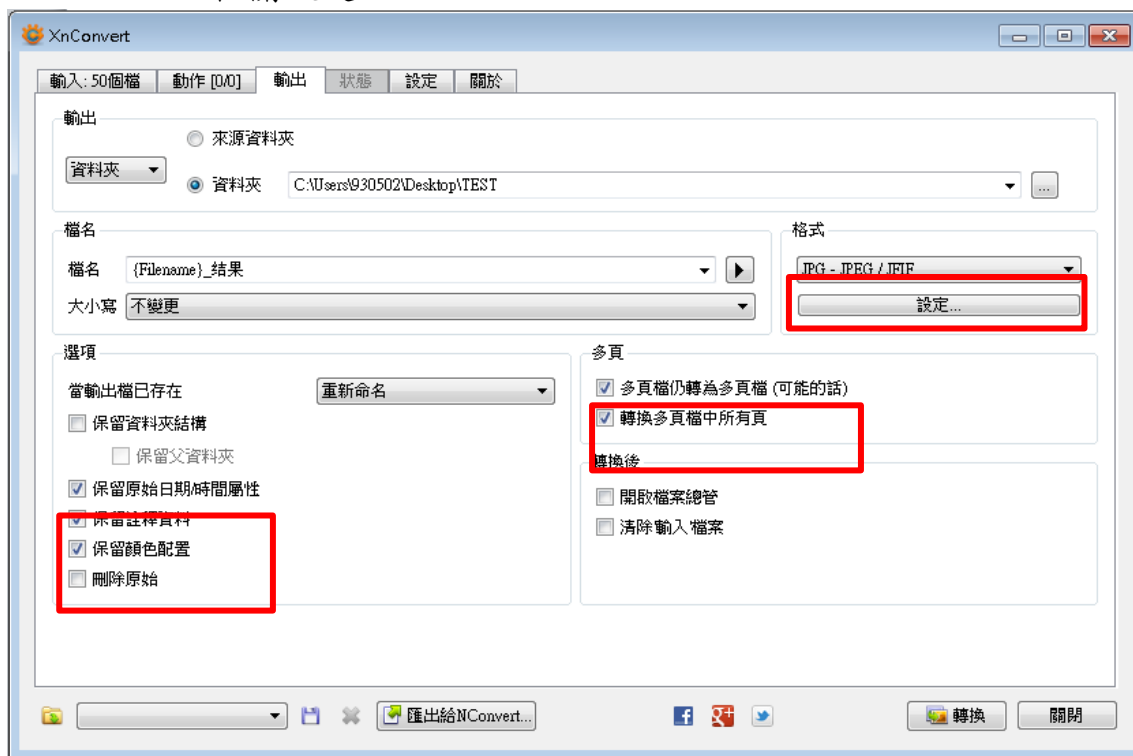 XnConvert
輸入: 50個檔 動作 [0/0] 輸出 狀態 設定 關於
輸出
來源資料夾
資料夾
資料夾 C:\Users\930502\Desktop\TEST ...
檔名
檔名 {Filename}_结果
大小寫 不變更
格式
JPG - JPEG / JFIF
設定...
選項
當輸出檔已存在 重新命名
保留資料夾結構
保留父資料夾
保留原始日期/時間屬性
保留詮釋資料
保留顏色配置
刪除原始
多頁
多頁檔仍轉為多頁檔 (可能的話)
轉換多頁檔中所有頁
轉換後
開啟檔案總管
清除輸入檔案
匯出給NConvert... 轉換 關閉